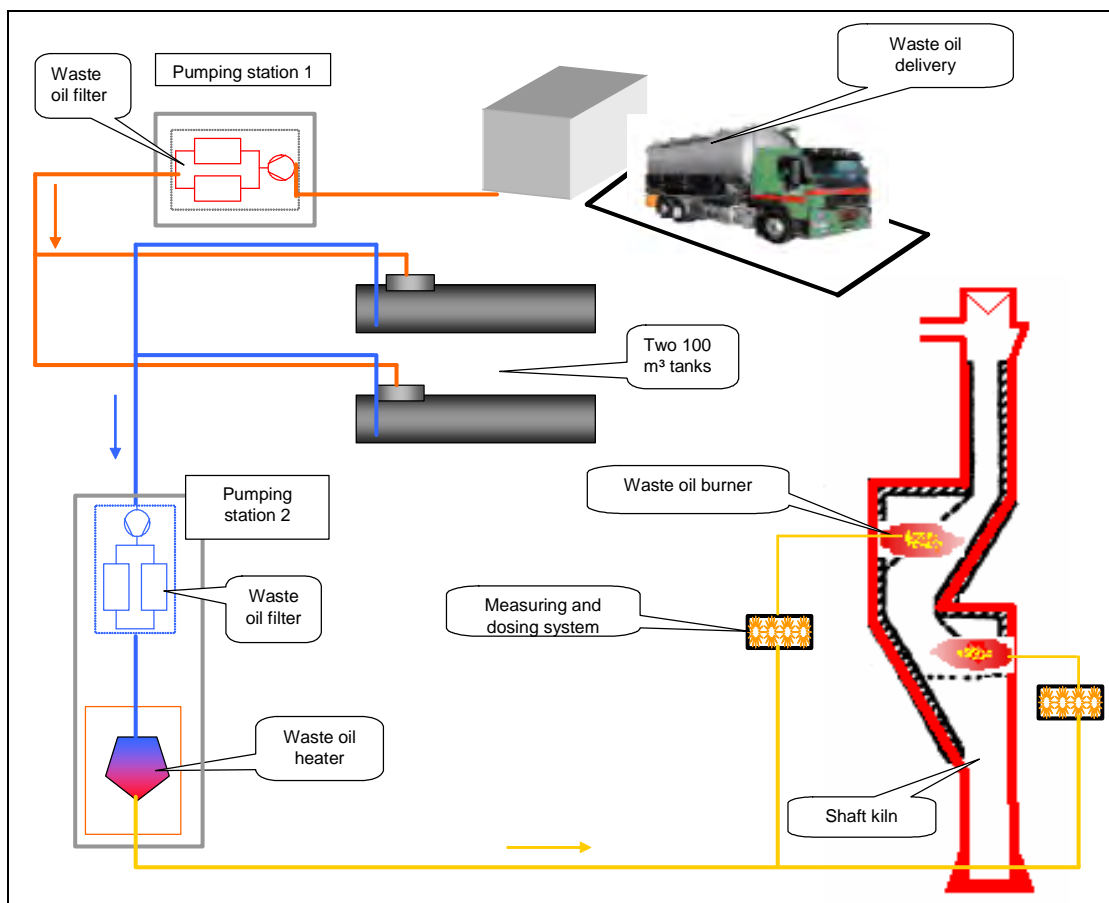 Waste oil
delivery
Waste
oil filter
Pumping station 1
Two 100
m³ tanks
Waste oil burner
Pumping
station 2
Waste
oil filter
Measuring and
dosing system
Waste oil
heater
Shaft kiln